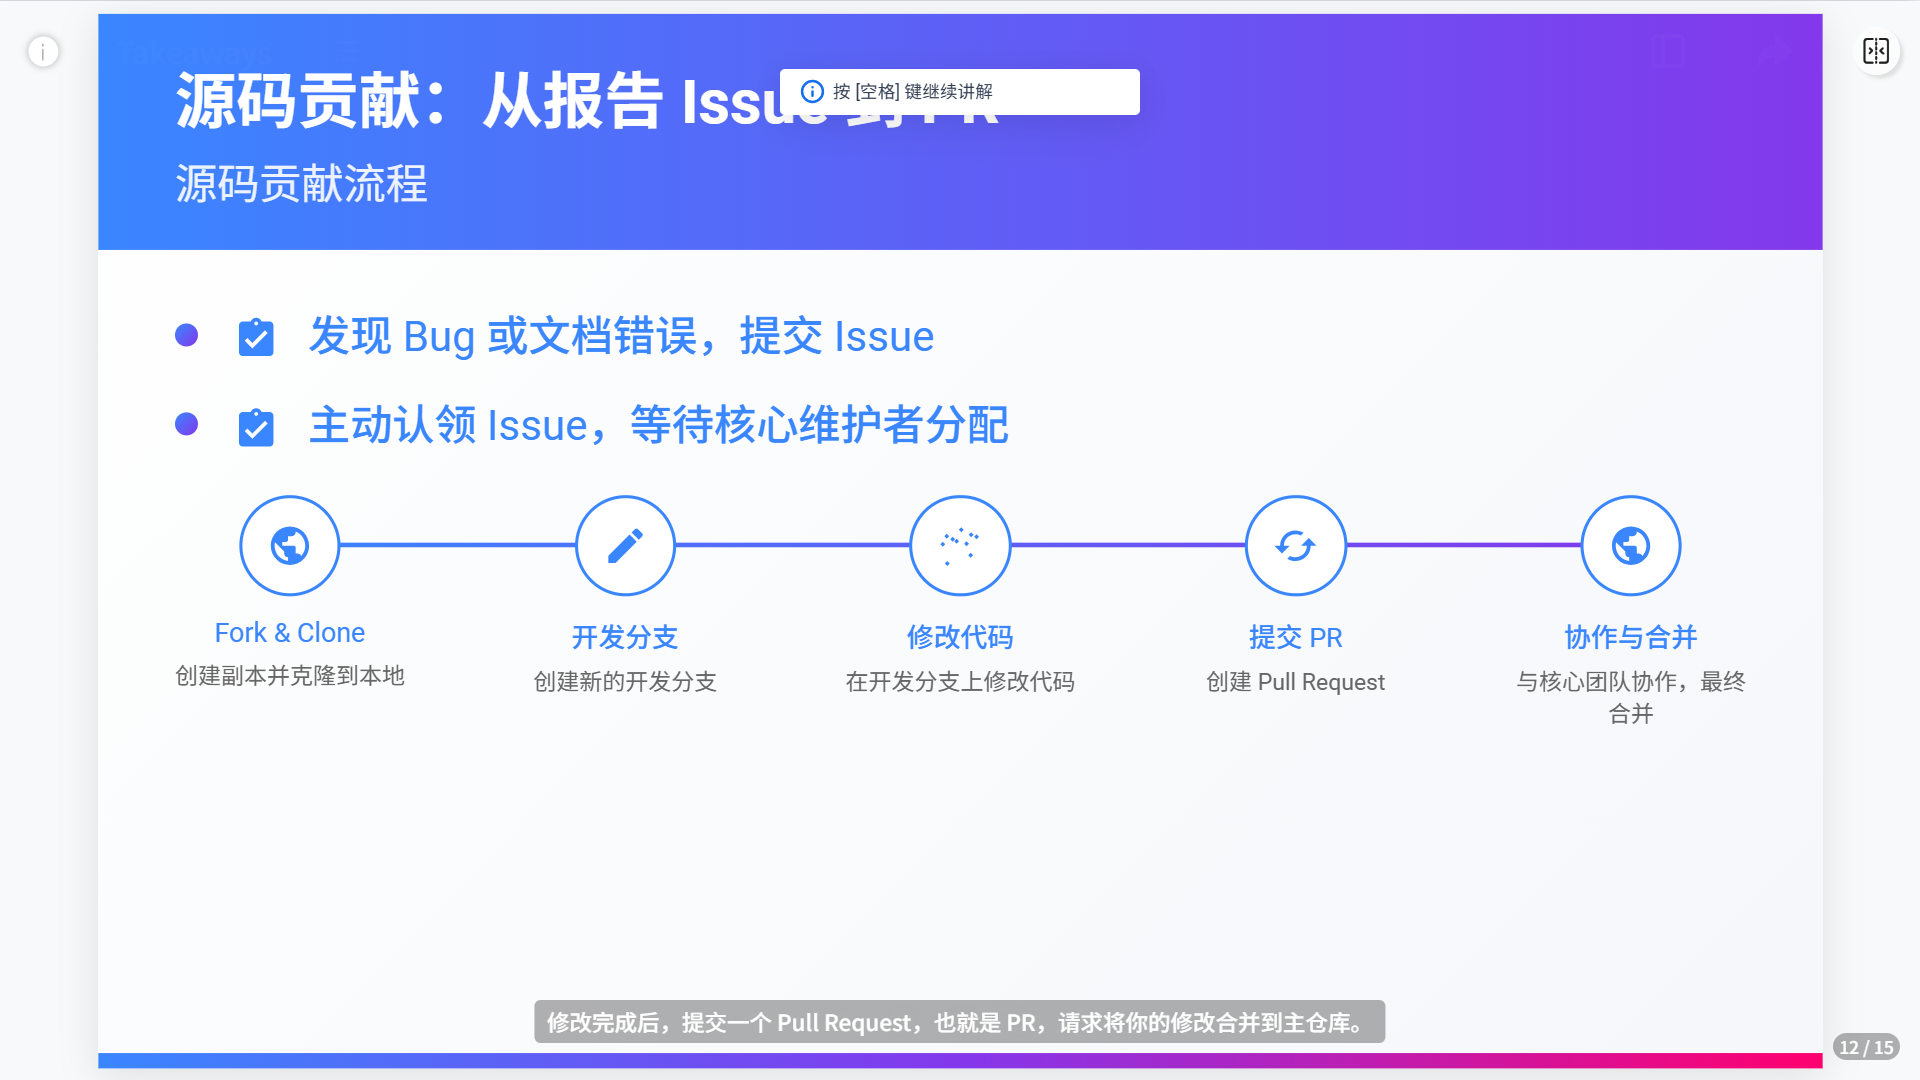 Takeaways
源码贡献：从报告 Issue 到 PR
按 [空格] 键继续讲解
源码贡献流程
发现 Bug 或文档错误，提交 Issue
主动认领 Issue，等待核心维护者分配
Fork & Clone
创建副本并克隆到本地
开发分支
创建新的开发分支
修改代码
在开发分支上修改代码
提交 PR
创建 Pull Request
协作与合并
与核心团队协作，最终
合并
修改完成后，提交一个 Pull Request，也就是 PR，请求将你的修改合并到主仓库。
12 / 15